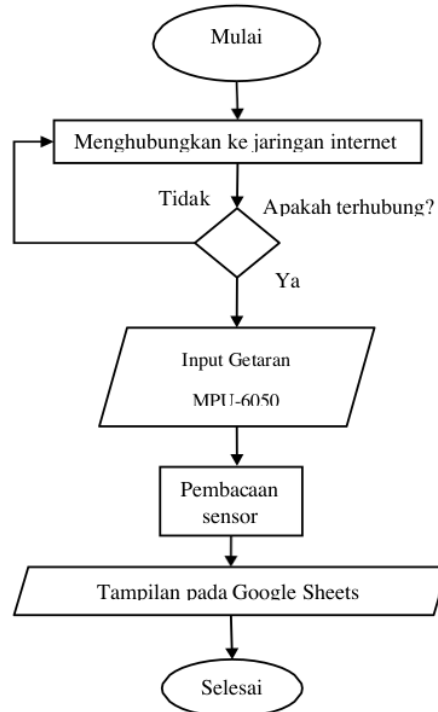 Mulai
Menghubungkan ke jaringan internet
Tidak
Apakah terhubung?
Ya
Input Getaran
MPU-6050
Pembacaan
sensor
Tampilan pada Google Sheets
Selesai